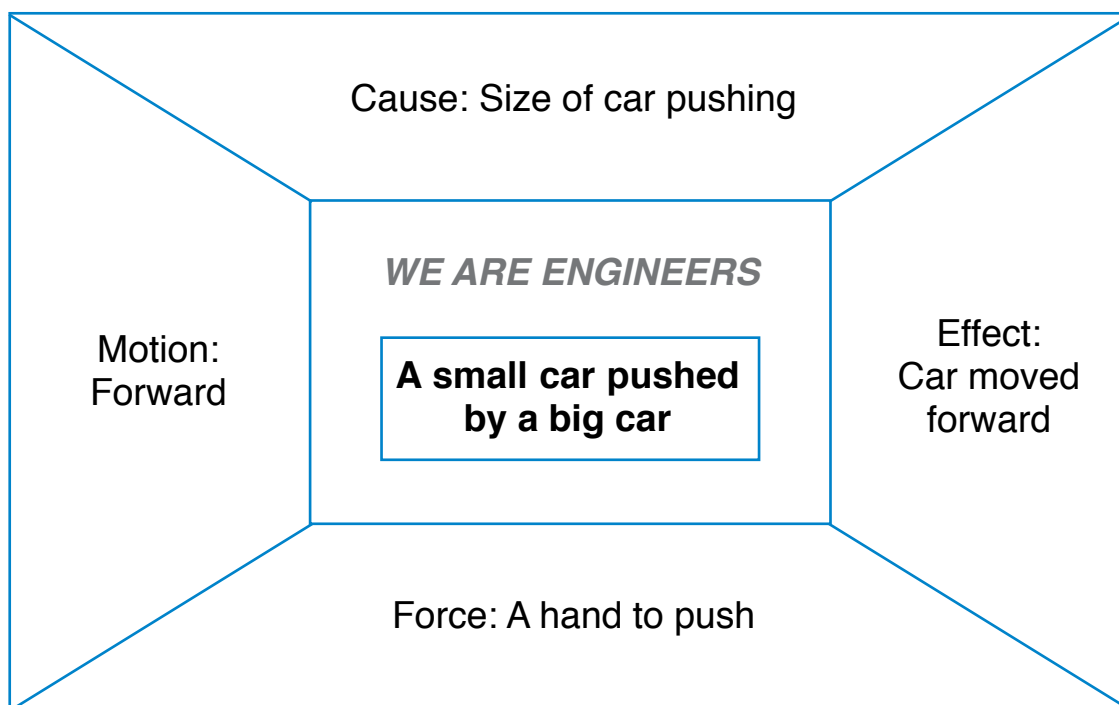 Cause: Size of car pushing
WE ARE ENGINEERS
Motion:
Forward
A small car pushed
by a big car
Effect:
Car moved
forward
Force: A hand to push